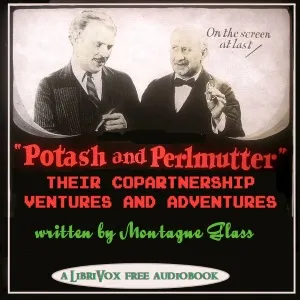 On the screen
at last!
"Potash and Perlmutter"
THEIR COPARTNERSHIP
VENTURES AND ADVENTURES
written by Montague Glass
a LIBRIVOX FREE AUDIOBOOK